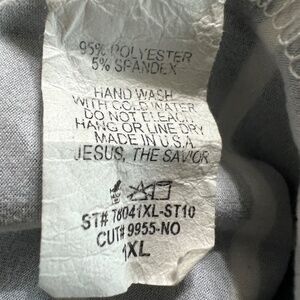 95% POLYESTER
5% SPANDEX
HAND WASH
WITH COLD WATER
DO NOT BLEACH
HANG OR LINE DRY
MADE IN U.S.A
JESUS, THE SAVIOR
ST# 78041XL-ST10
CUT# 9955-NO
1XL